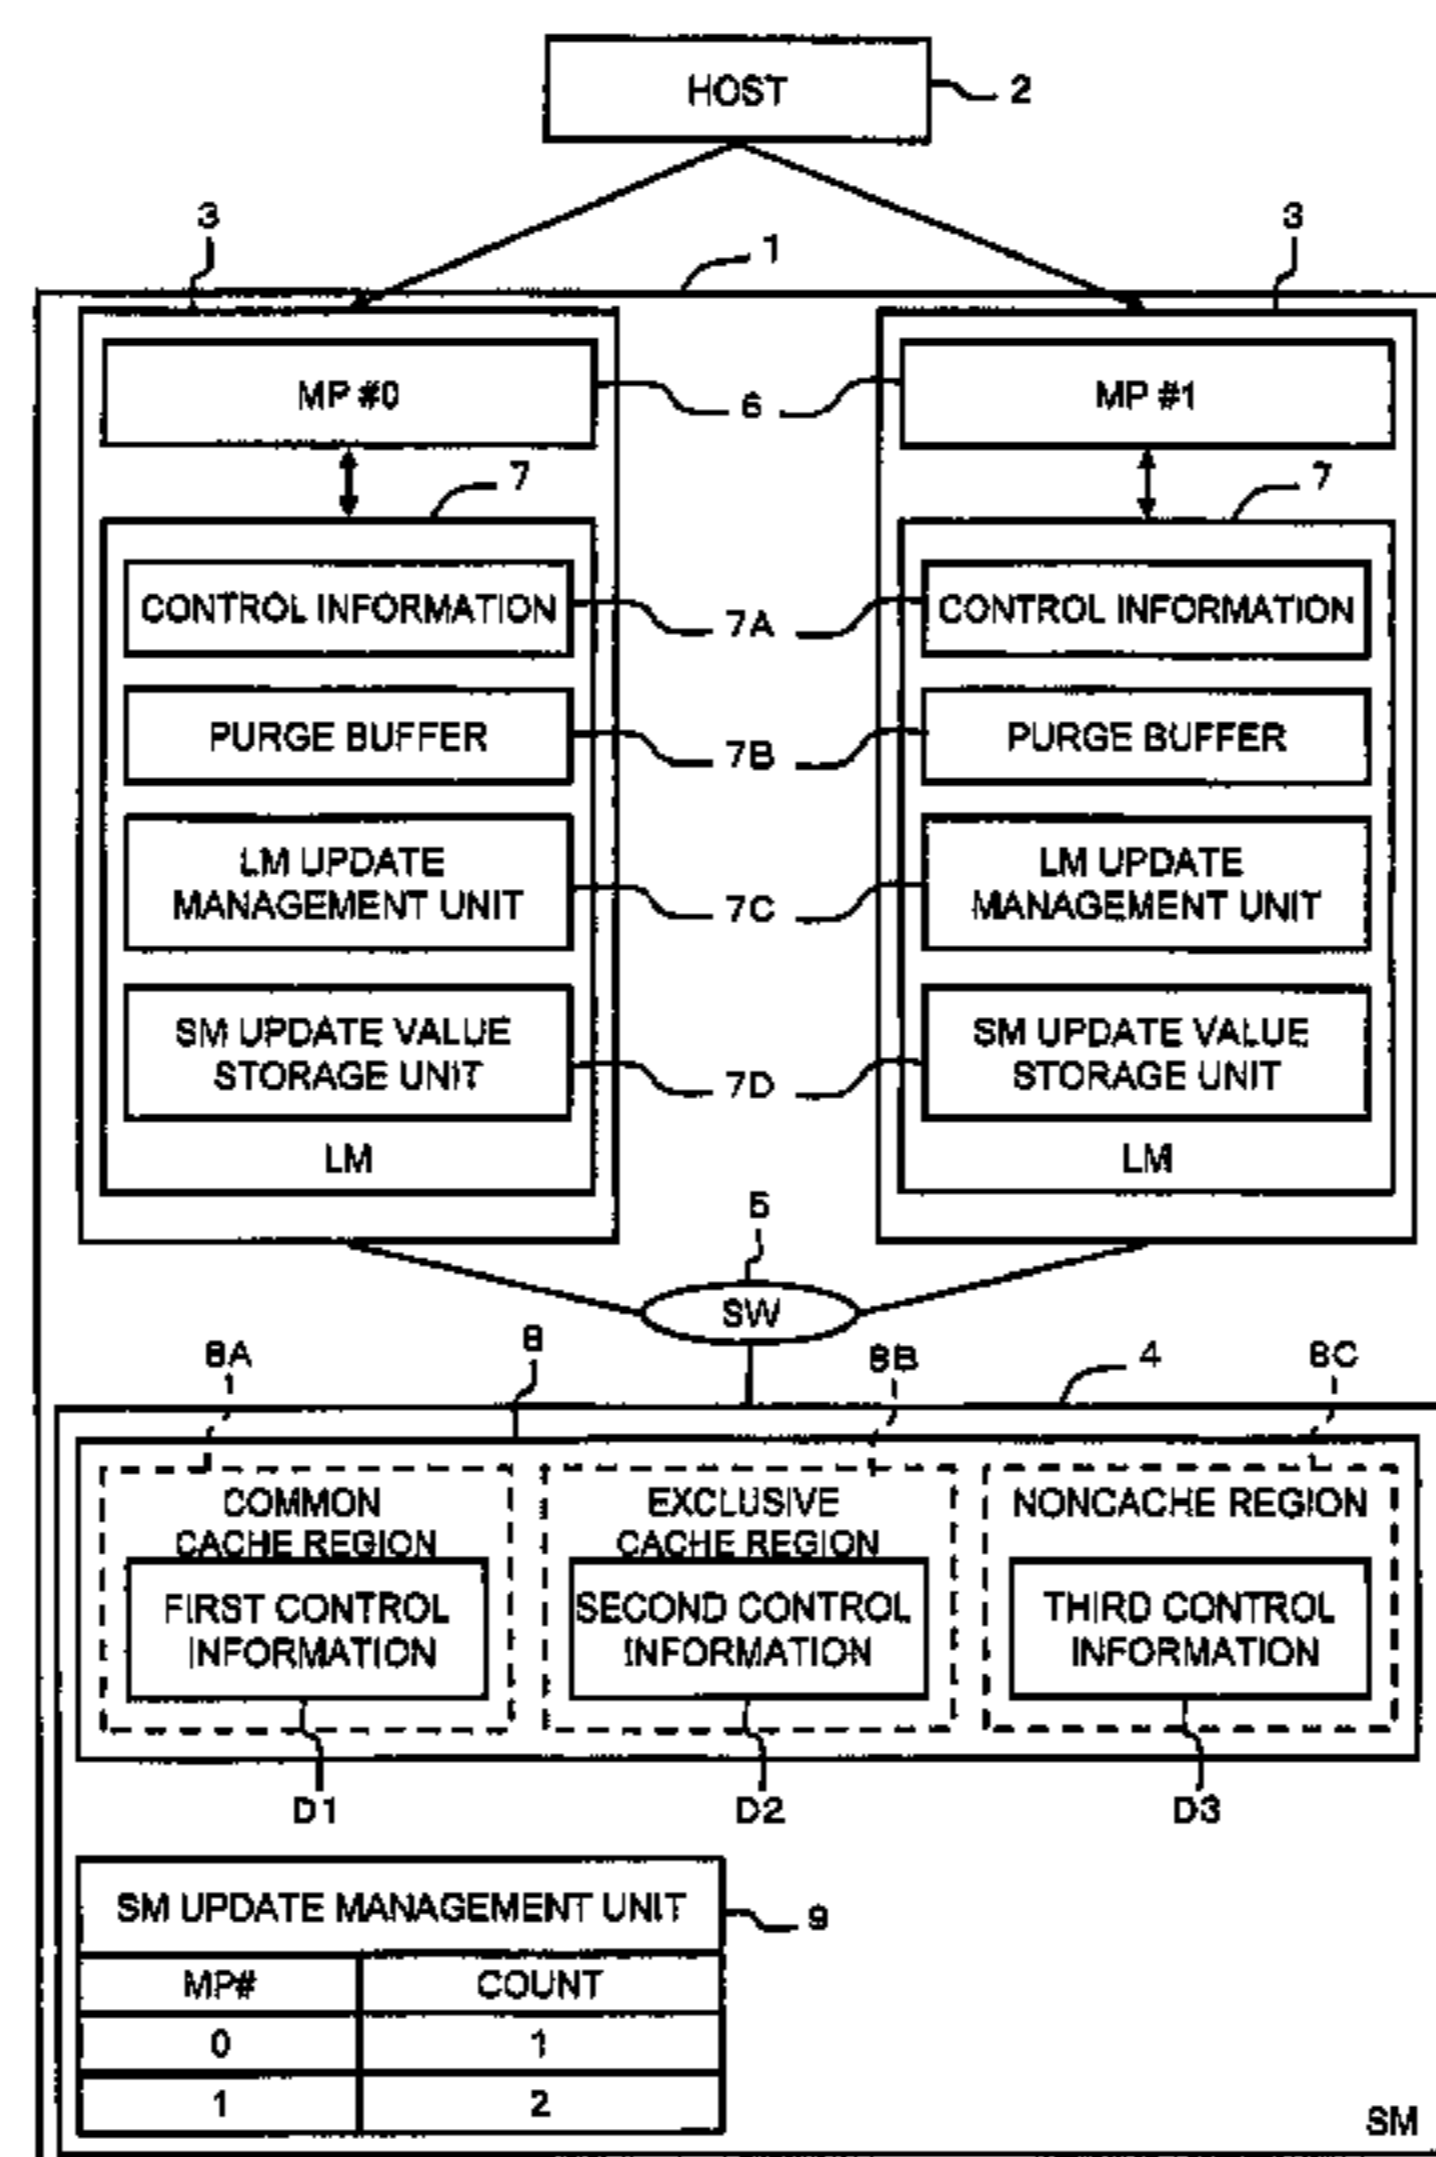 HOST
2
3
1
3
MP #0
6
MP #1
7
7
CONTROL INFORMATION
7A
CONTROL INFORMATION
PURGE BUFFER
7B
PURGE BUFFER
LM UPDATE
MANAGEMENT UNIT
7C
LM UPDATE
MANAGEMENT UNIT
SM UPDATE VALUE
STORAGE UNIT
7D
SM UPDATE VALUE
STORAGE UNIT
LM
LM
5
SW
8A
8
8B
4
8C
COMMON
CACHE REGION
EXCLUSIVE
CACHE REGION
NONCACHE REGION
FIRST CONTROL
INFORMATION
SECOND CONTROL
INFORMATION
THIRD CONTROL
INFORMATION
D1
D2
D3
SM UPDATE MANAGEMENT UNIT
9
MP# COUNT
0 1
1 2
SM